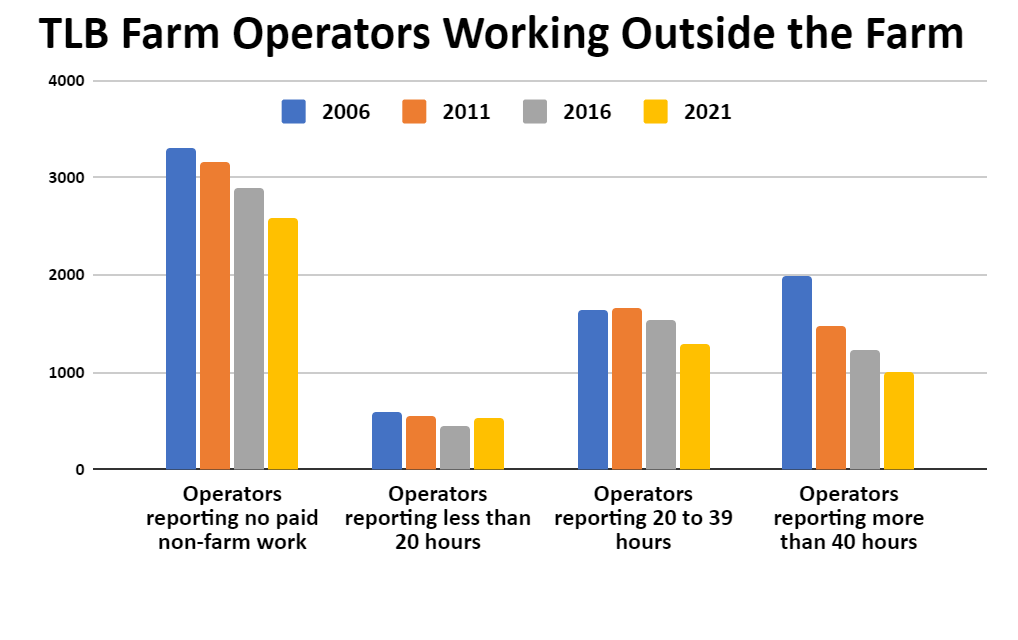 TLB Farm Operators Working Outside the Farm
4000
2006 2011 2016 2021
3000
2000
1000
0
Operators
reporting no paid
non-farm work
Operators
reporting less than
20 hours
Operators
reporting 20 to 39
hours
Operators
reporting more
than 40 hours